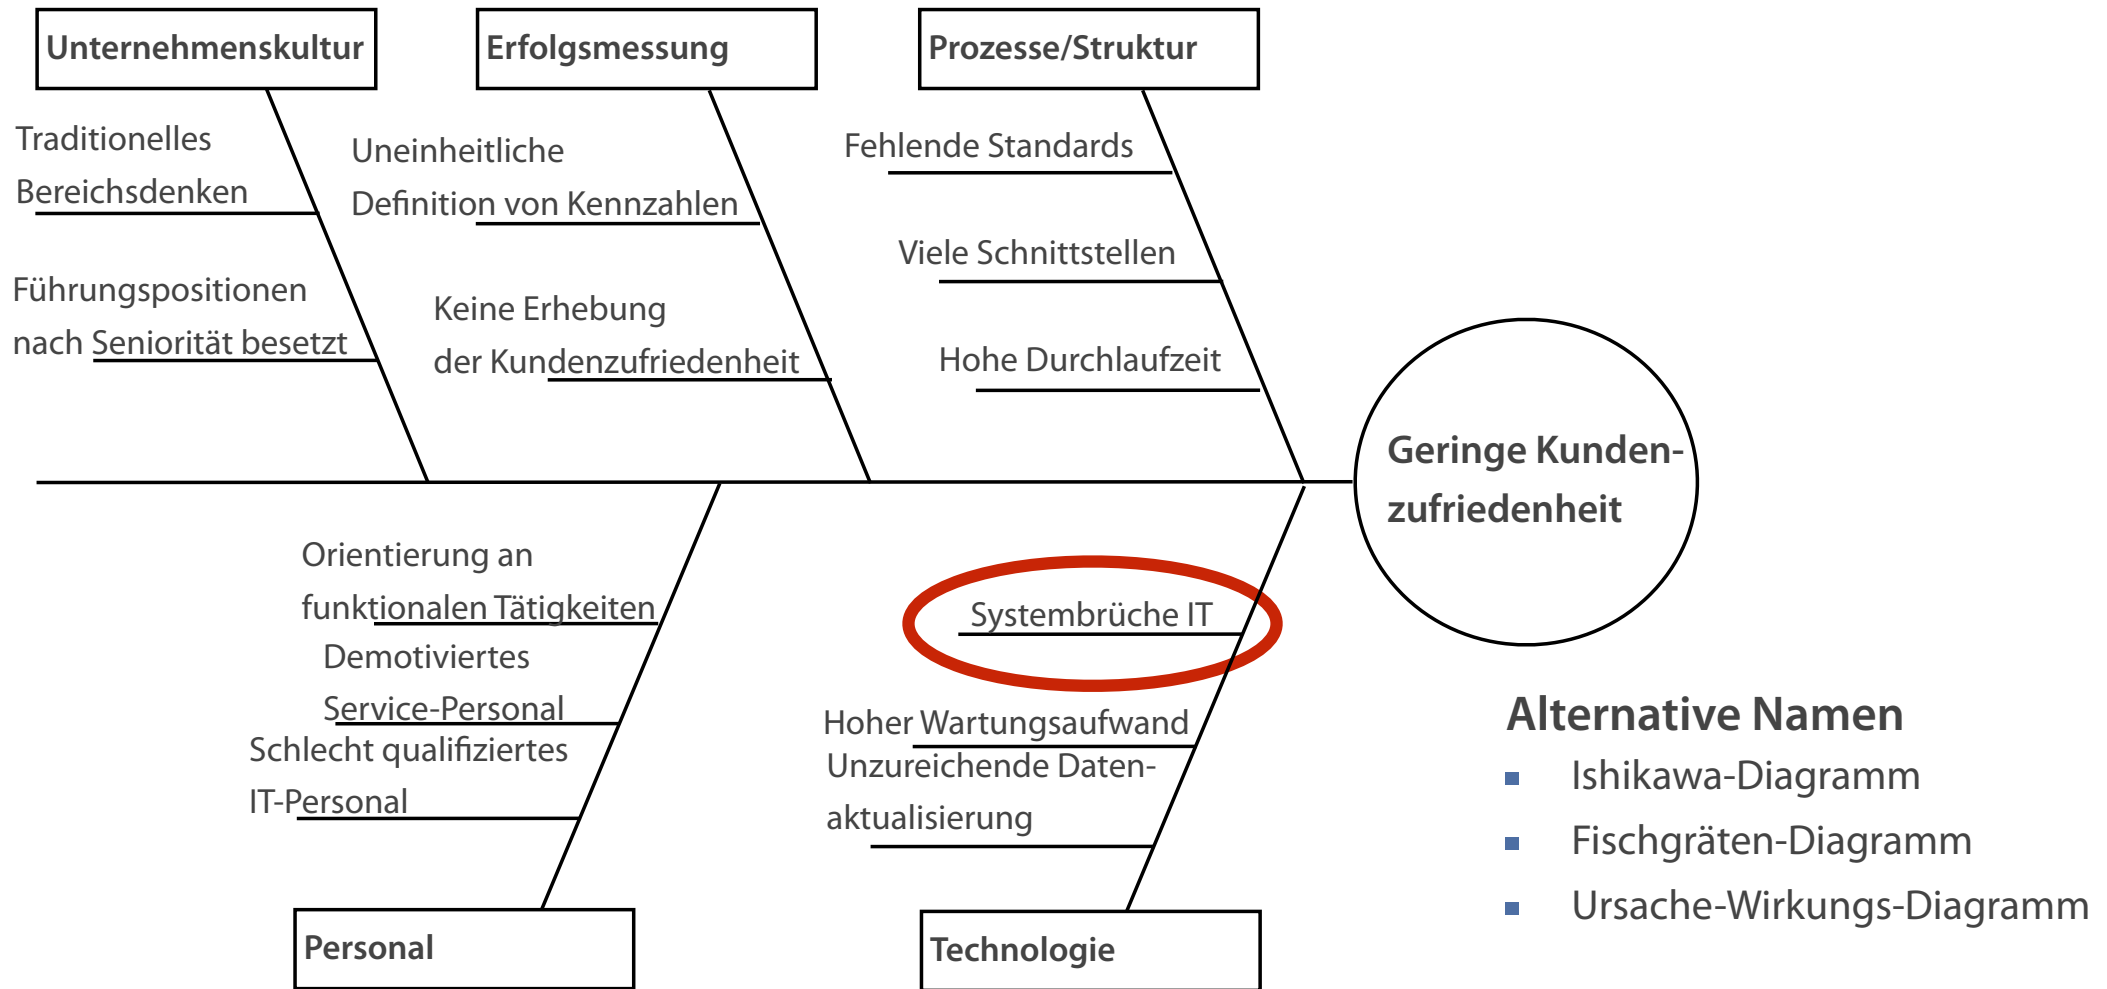 Unternehmenskultur
Erfolgsmessung
Prozesse/Struktur
Traditionelles
Bereichsdenken
Führungspositionen
nach Seniorität besetzt
Uneinheitliche
Definition von Kennzahlen
Keine Erhebung
der Kundenzufriedenheit
Fehlende Standards
Viele Schnittstellen
Hohe Durchlaufzeit
Geringe Kunden-
zufriedenheit
Orientierung an
funktionalen Tätigkeiten
Demotiviertes
Service-Personal
Schlecht qualifiziertes
IT-Personal
Systembrüche IT
Hoher Wartungsaufwand
Unzureichende Daten-
aktualisierung
Personal
Technologie
Alternative Namen
Ishikawa-Diagramm
Fischgräten-Diagramm
Ursache-Wirkungs-Diagramm